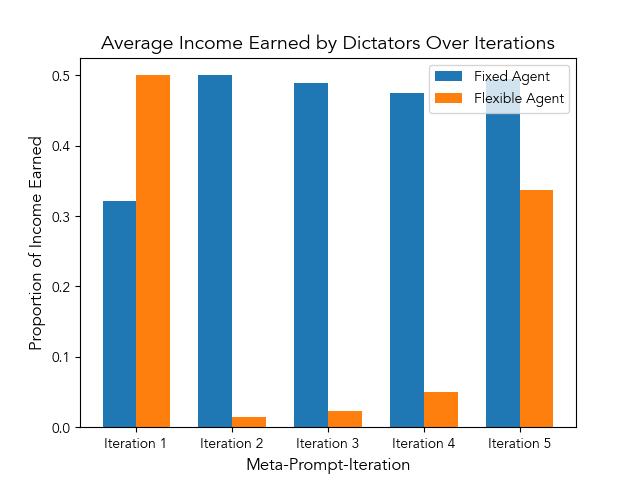 Average Income Earned by Dictators Over Iterations
Fixed Agent
Flexible Agent
Proportion of Income Earned
0.5
0.4
0.3
0.2
0.1
0.0
Iteration 1 Iteration 2 Iteration 3 Iteration 4 Iteration 5
Meta-Prompt-Iteration